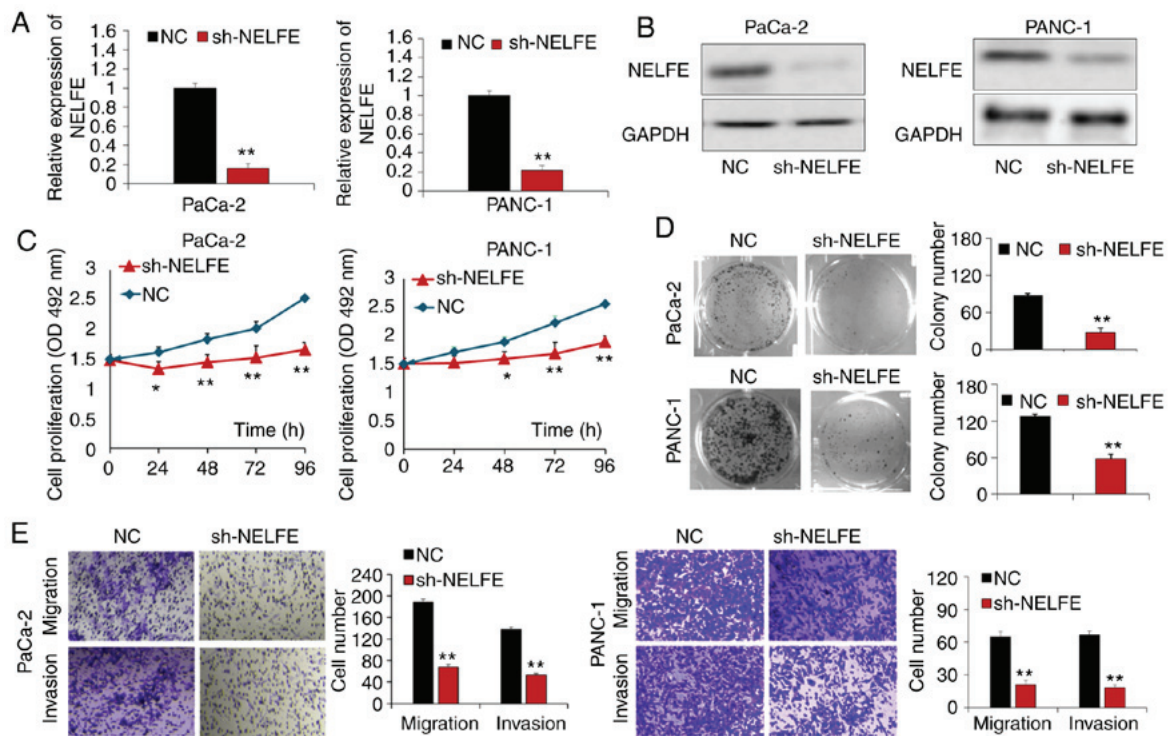 A
Relative expression of NELFE
1.6
1.4
1.2
1
0.8
0.6
0.4
0.2
0
NC sh-NELFE
**
PaCa-2
Relative expression of NELFE
1.6
1.4
1.2
1
0.8
0.6
0.4
0.2
0
NC sh-NELFE
**
PANC-1
B
PaCa-2
NELFE
GAPDH
NC sh-NELFE
PANC-1
NELFE
GAPDH
NC sh-NELFE
C
PaCa-2
Cell proliferation (OD 492 nm)
3
2.5
2
1.5
1
0.5
0
sh-NELFE
NC
* ** ** **
Time (h)
0 24 48 72 96
PANC-1
Cell proliferation (OD 492 nm)
3
2.5
2
1.5
1
0.5
0
sh-NELFE
NC
* ** **
Time (h)
0 24 48 72 96
D
NC sh-NELFE
PaCa-2
NC sh-NELFE
PANC-1
Colony number
180
120
60
0
NC sh-NELFE
**
Colony number
180
120
60
0
NC sh-NELFE
**
E
NC sh-NELFE
PaCa-2
Migration
Invasion
Cell number
240
200
160
120
80
40
0
NC
sh-NELFE
** **
Migration Invasion
NC sh-NELFE
PANC-1
Migration
Invasion
Cell number
120
90
60
30
0
NC
sh-NELFE
** **
Migration Invasion